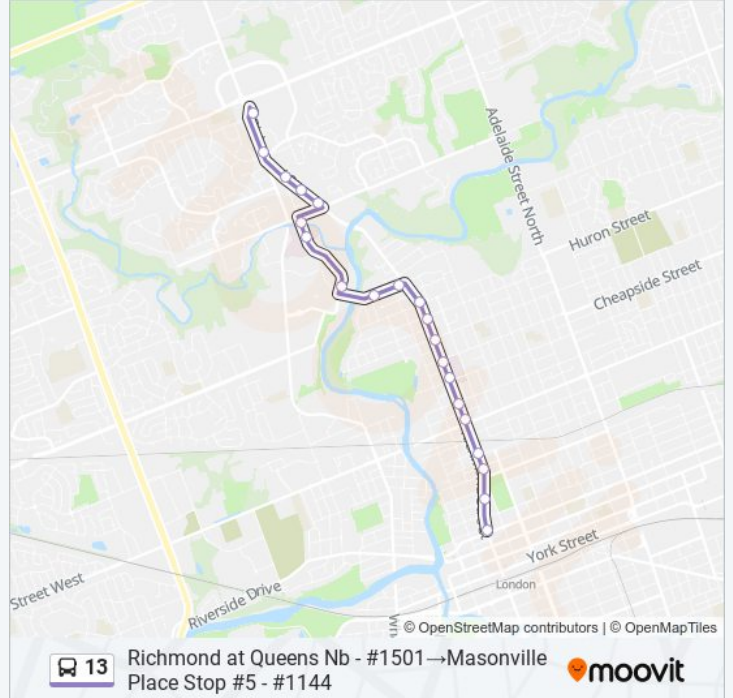 Adelaide Street North
Huron Street
Cheapside Street
York Street
London
Street West
Riverside Drive
© OpenStreetMap contributors | © OpenMapTiles
13
Richmond at Queens Nb - #1501→Masonville
Place Stop #5 - #1144
moovit